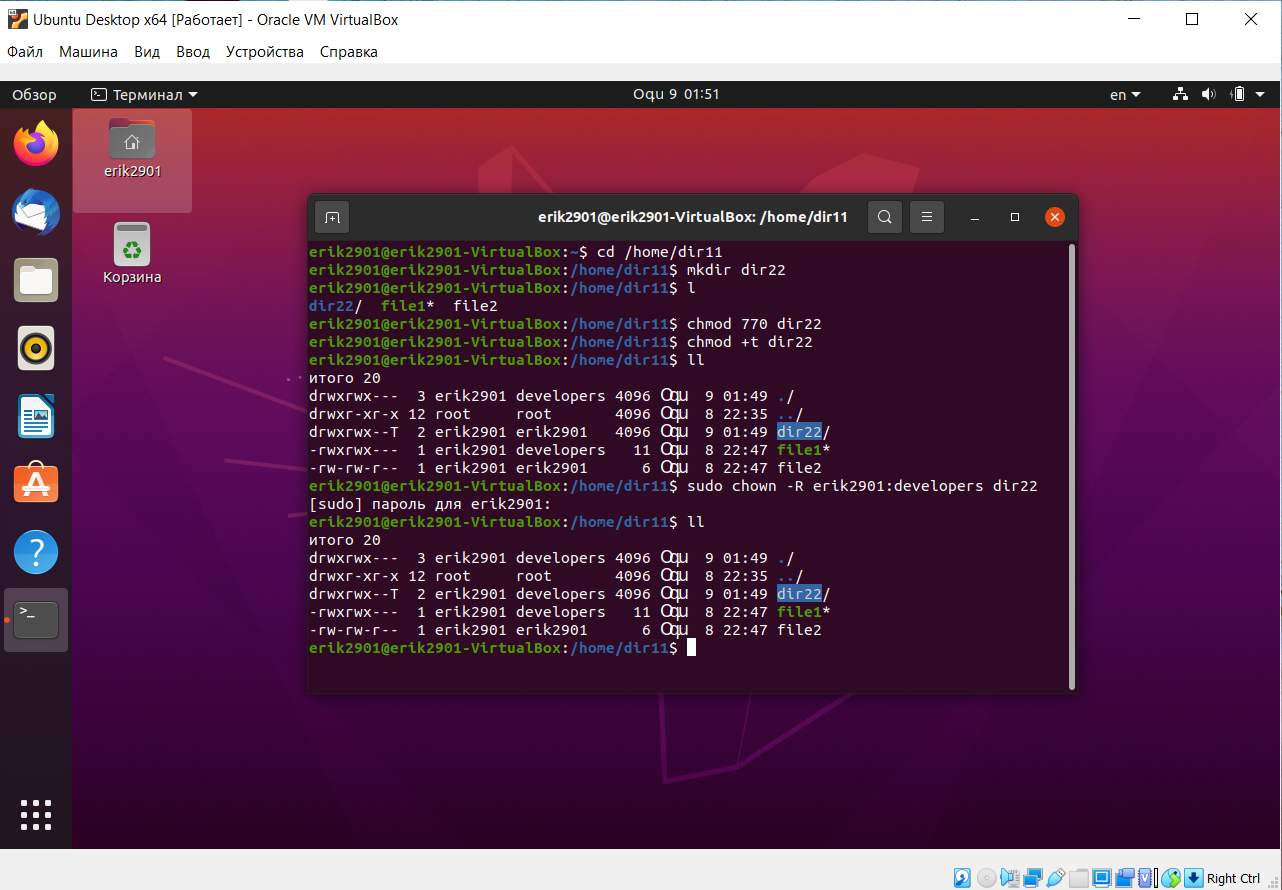 Ubuntu Desktop x64 [Работает] - Oracle VM VirtualBox
Файл Машина Вид Ввод Устройства Справка
Обзор Терминал Oqu 9 01:51 en
erik2901
Корзина
erik2901@erik2901-VirtualBox: /home/dir11
erik2901@erik2901-VirtualBox:~$ cd /home/dir11
erik2901@erik2901-VirtualBox:/home/dir11$ mkdir dir22
erik2901@erik2901-VirtualBox:/home/dir11$ l
dir22/  file1*  file2
erik2901@erik2901-VirtualBox:/home/dir11$ chmod 770 dir22
erik2901@erik2901-VirtualBox:/home/dir11$ chmod +t dir22
erik2901@erik2901-VirtualBox:/home/dir11$ ll
итого 20
drwxrwx---  3 erik2901 developers 4096 Oqu  9 01:49 ./
drwxr-xr-x 12 root     root       4096 Oqu  8 22:35 ../
drwxrwx--T  2 erik2901 erik2901   4096 Oqu  9 01:49 dir22/
-rwxrwx---  1 erik2901 developers   11 Oqu  8 22:47 file1*
-rw-rw-r--  1 erik2901 erik2901      6 Oqu  8 22:47 file2
erik2901@erik2901-VirtualBox:/home/dir11$ sudo chown -R erik2901:developers dir22
[sudo] пароль для erik2901:
erik2901@erik2901-VirtualBox:/home/dir11$ ll
итого 20
drwxrwx---  3 erik2901 developers 4096 Oqu  9 01:49 ./
drwxr-xr-x 12 root     root       4096 Oqu  8 22:35 ../
drwxrwx--T  2 erik2901 developers 4096 Oqu  9 01:49 dir22/
-rwxrwx---  1 erik2901 developers   11 Oqu  8 22:47 file1*
-rw-rw-r--  1 erik2901 erik2901      6 Oqu  8 22:47 file2
erik2901@erik2901-VirtualBox:/home/dir11$
Right Ctrl